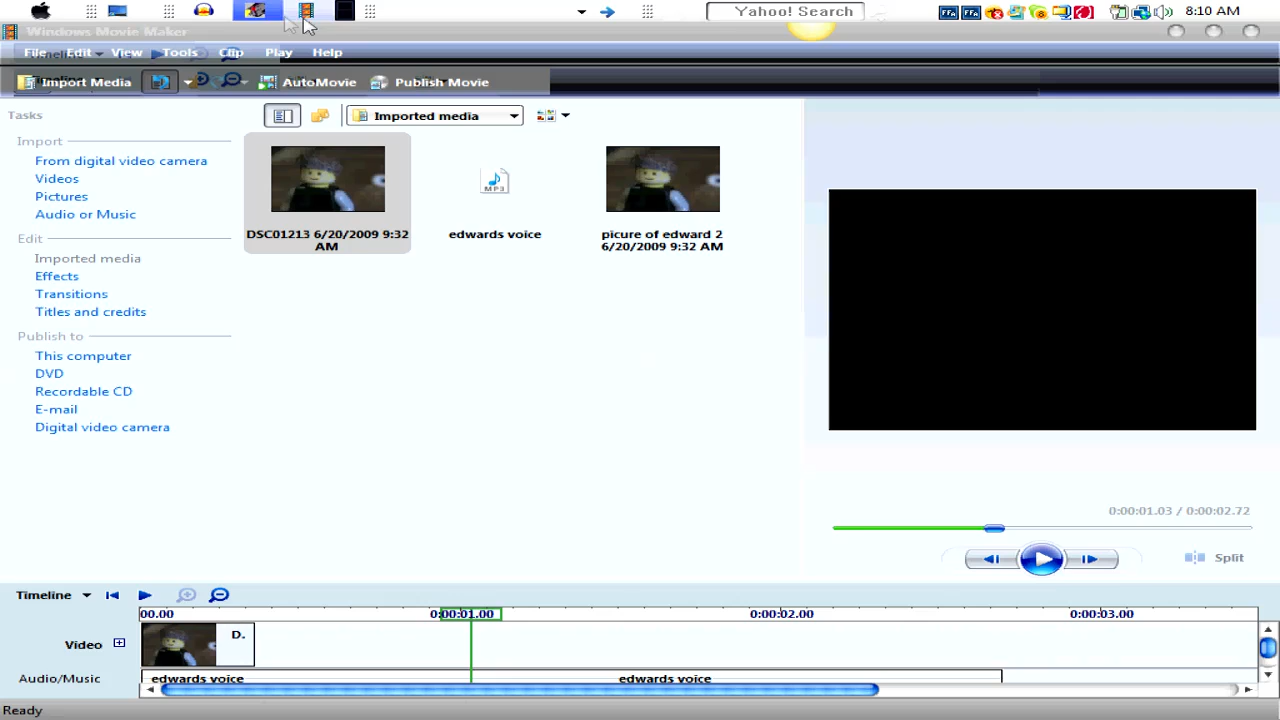 Yahoo! Search
FFA FFA
8:10 AM
Windows Movie Maker
File Edit View Tools Clip Play Help
Import Media AutoMovie Publish Movie
Tasks
Imported media
Import
From digital video camera
Videos
Pictures
Audio or Music
Edit
Imported media
Effects
Transitions
Titles and credits
Publish to
This computer
DVD
Recordable CD
E-mail
Digital video camera
DSC01213 6/20/2009 9:32
AM
MP3
edwards voice
picure of edward 2
6/20/2009 9:32 AM
0:00:01.03 / 0:00:02.72
Split
Timeline
00.00 0:00:01.00 0:00:02.00 0:00:03.00
Video
D.
Audio/Music
edwards voice edwards voice
Ready